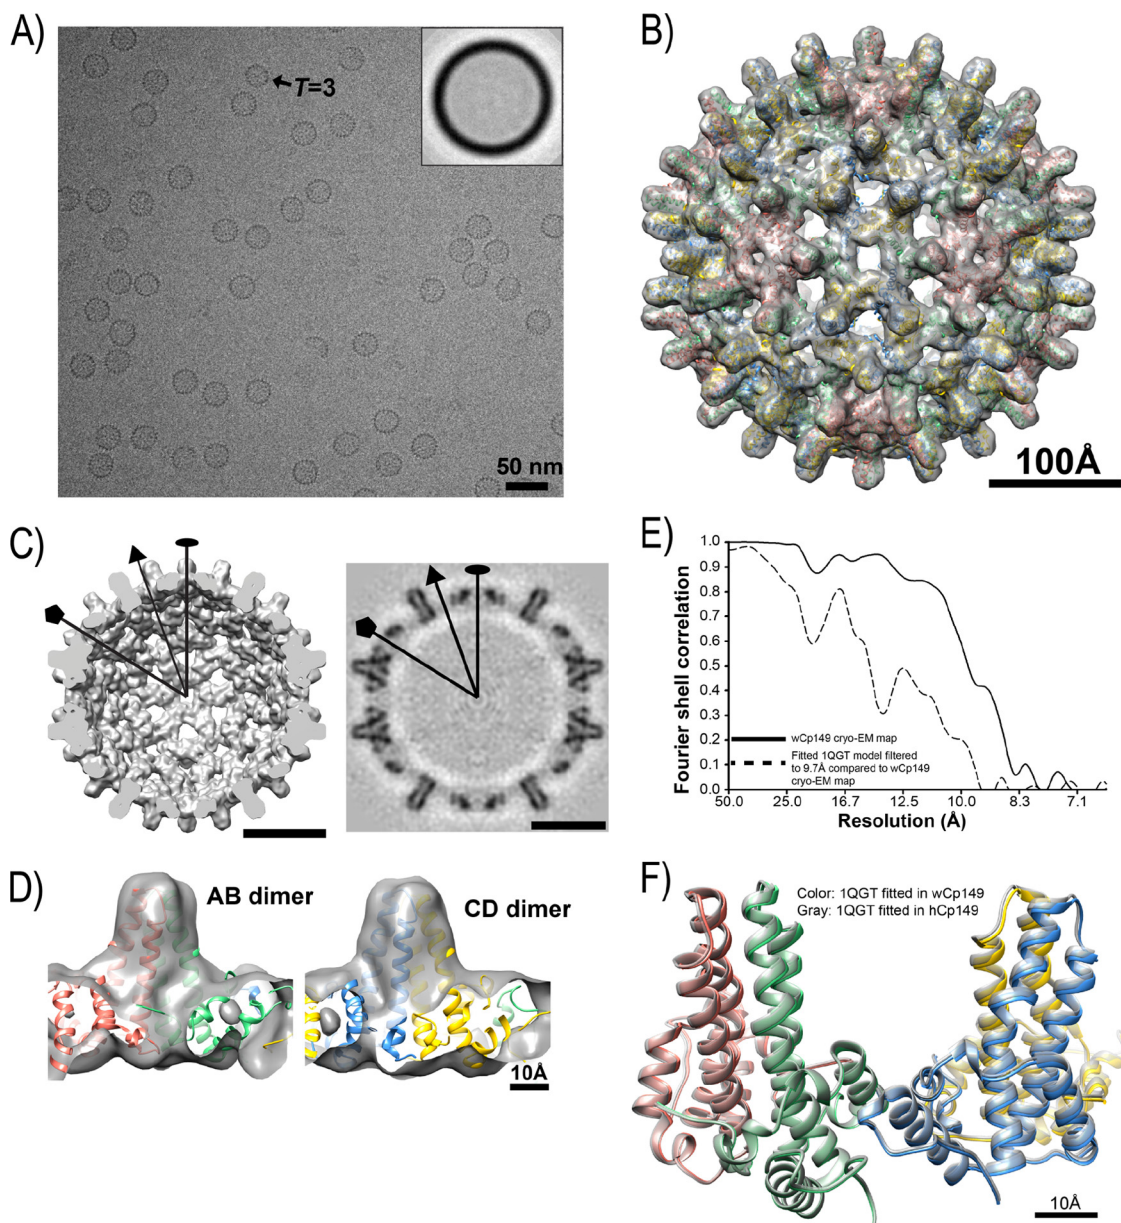 A)
T=3
50 nm
B)
100Å
C)
D)
AB dimer
CD dimer
10Å
E)
Fourier shell correlation
1.0
0.9
0.8
0.7
0.6
0.5
0.4
0.3
0.2
0.1
0.0
wCp149 cryo-EM map
Fitted 1QGT model filtered
to 9.7Å compared to wCp149
cryo-EM map
50.0 25.0 16.7 12.5 10.0 8.3 7.1
Resolution (Å)
F)
Color: 1QGT fitted in wCp149
Gray: 1QGT fitted in hCp149
10Å